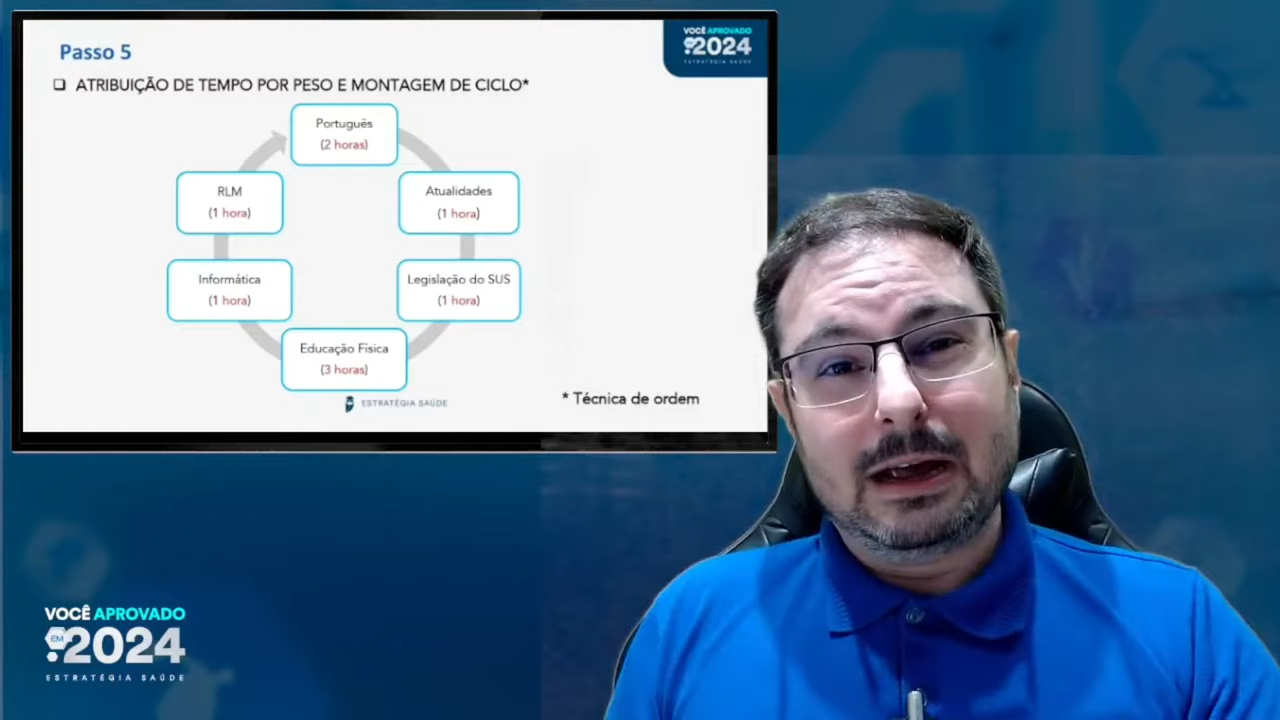 Passo 5
VOCÊ APROVADO
EM 2024
ESTRATÉGIA SAÚDE
❑ ATRIBUIÇÃO DE TEMPO POR PESO E MONTAGEM DE CICLO*
Português
(2 horas)
RLM
(1 hora)
Atualidades
(1 hora)
Informática
(1 hora)
Legislação do SUS
(1 hora)
Educação Física
(3 horas)
ESTRATÉGIA SAÚDE
* Técnica de ordem
VOCÊ APROVADO
EM
2024
ESTRATÉGIA SAÚDE